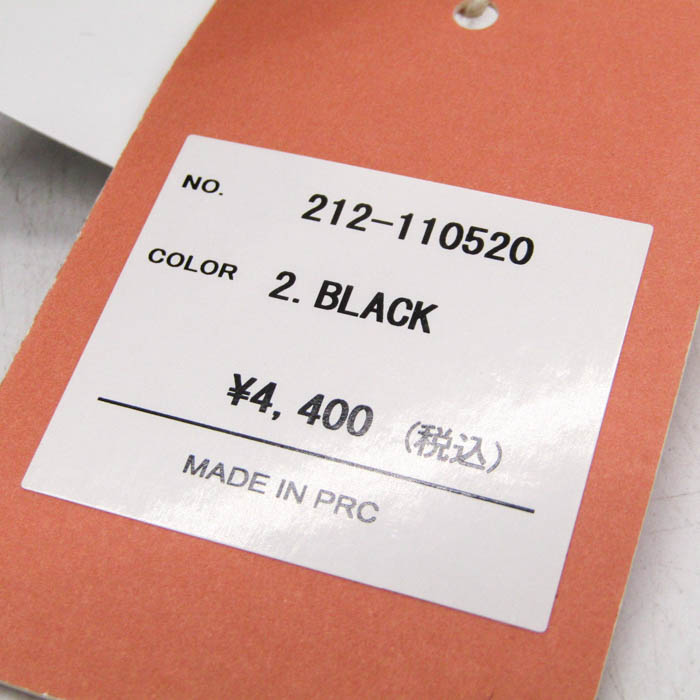 NO. 212-110520
COLOR 2. BLACK
¥4, 400 (税込)
MADE IN PRC